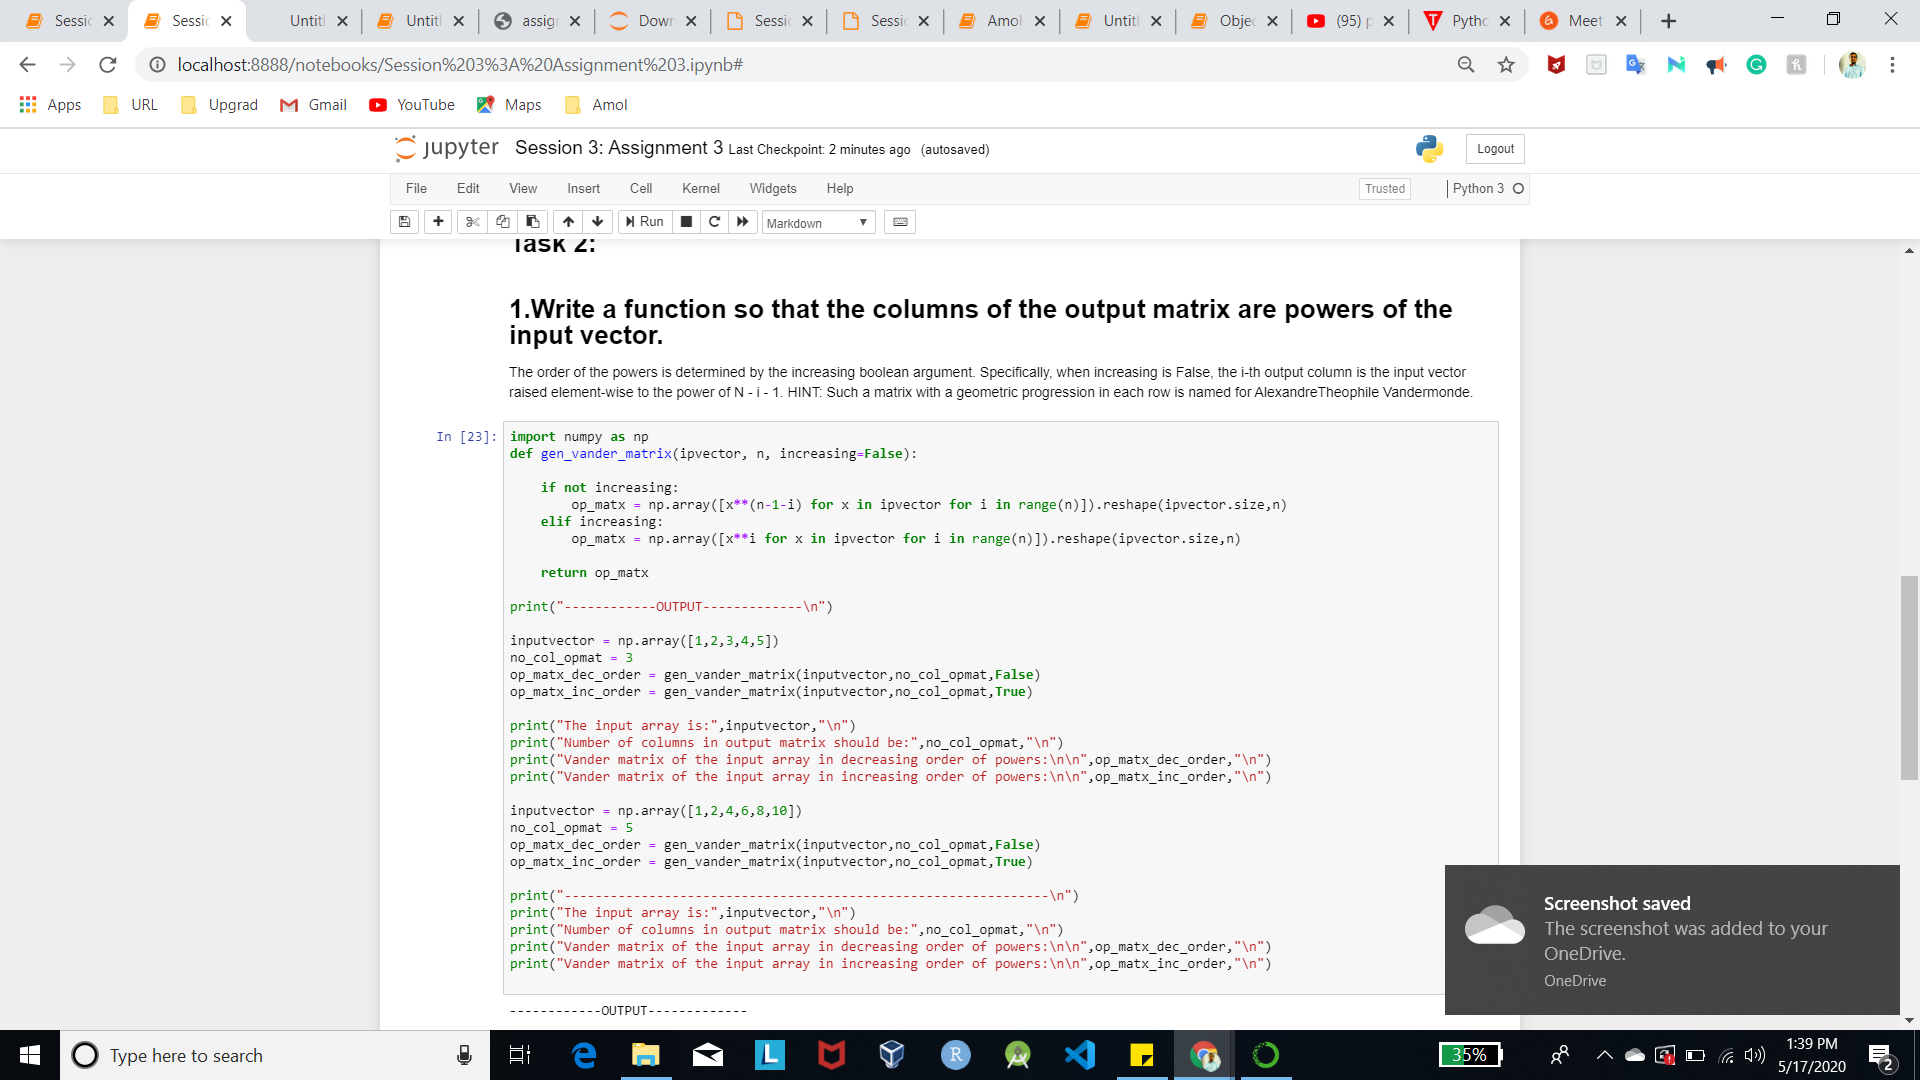 Sessic
Sessic
Untitl
Untitl
assign
Down
Sessic
Sessic
Amol
Untitl
Objec
(95) p
Pytho
Meet
localhost:8888/notebooks/Session%203%3A%20Assignment%203.ipynb#
Apps URL Upgrad Gmail YouTube Maps Amol
jupyter Session 3: Assignment 3 Last Checkpoint: 2 minutes ago (autosaved)
Logout
File Edit View Insert Cell Kernel Widgets Help
Trusted
Python 3
Run
Markdown
Task 2:
1.Write a function so that the columns of the output matrix are powers of the
input vector.
The order of the powers is determined by the increasing boolean argument. Specifically, when increasing is False, the i-th output column is the input vector
raised element-wise to the power of N - i - 1. HINT: Such a matrix with a geometric progression in each row is named for AlexandreTheophile Vandermonde.
In [23]:
import numpy as np
def gen_vander_matrix(ipvector, n, increasing=False):
    if not increasing:
        op_matx = np.array([x**(n-1-i) for x in ipvector for i in range(n)]).reshape(ipvector.size,n)
    elif increasing:
        op_matx = np.array([x**i for x in ipvector for i in range(n)]).reshape(ipvector.size,n)
    return op_matx
print("------------OUTPUT-------------\n")
inputvector = np.array([1,2,3,4,5])
no_col_opmat = 3
op_matx_dec_order = gen_vander_matrix(inputvector,no_col_opmat,False)
op_matx_inc_order = gen_vander_matrix(inputvector,no_col_opmat,True)
print("The input array is:",inputvector,"\n")
print("Number of columns in output matrix should be:",no_col_opmat,"\n")
print("Vander matrix of the input array in decreasing order of powers:\n\n",op_matx_dec_order,"\n")
print("Vander matrix of the input array in increasing order of powers:\n\n",op_matx_inc_order,"\n")
inputvector = np.array([1,2,4,6,8,10])
no_col_opmat = 5
op_matx_dec_order = gen_vander_matrix(inputvector,no_col_opmat,False)
op_matx_inc_order = gen_vander_matrix(inputvector,no_col_opmat,True)
print("---------------------------------------------------------------\n")
print("The input array is:",inputvector,"\n")
print("Number of columns in output matrix should be:",no_col_opmat,"\n")
print("Vander matrix of the input array in decreasing order of powers:\n\n",op_matx_dec_order,"\n")
print("Vander matrix of the input array in increasing order of powers:\n\n",op_matx_inc_order,"\n")
------------OUTPUT-------------
Screenshot saved
The screenshot was added to your
OneDrive.
OneDrive
Type here to search
35%
1:39 PM
5/17/2020
2